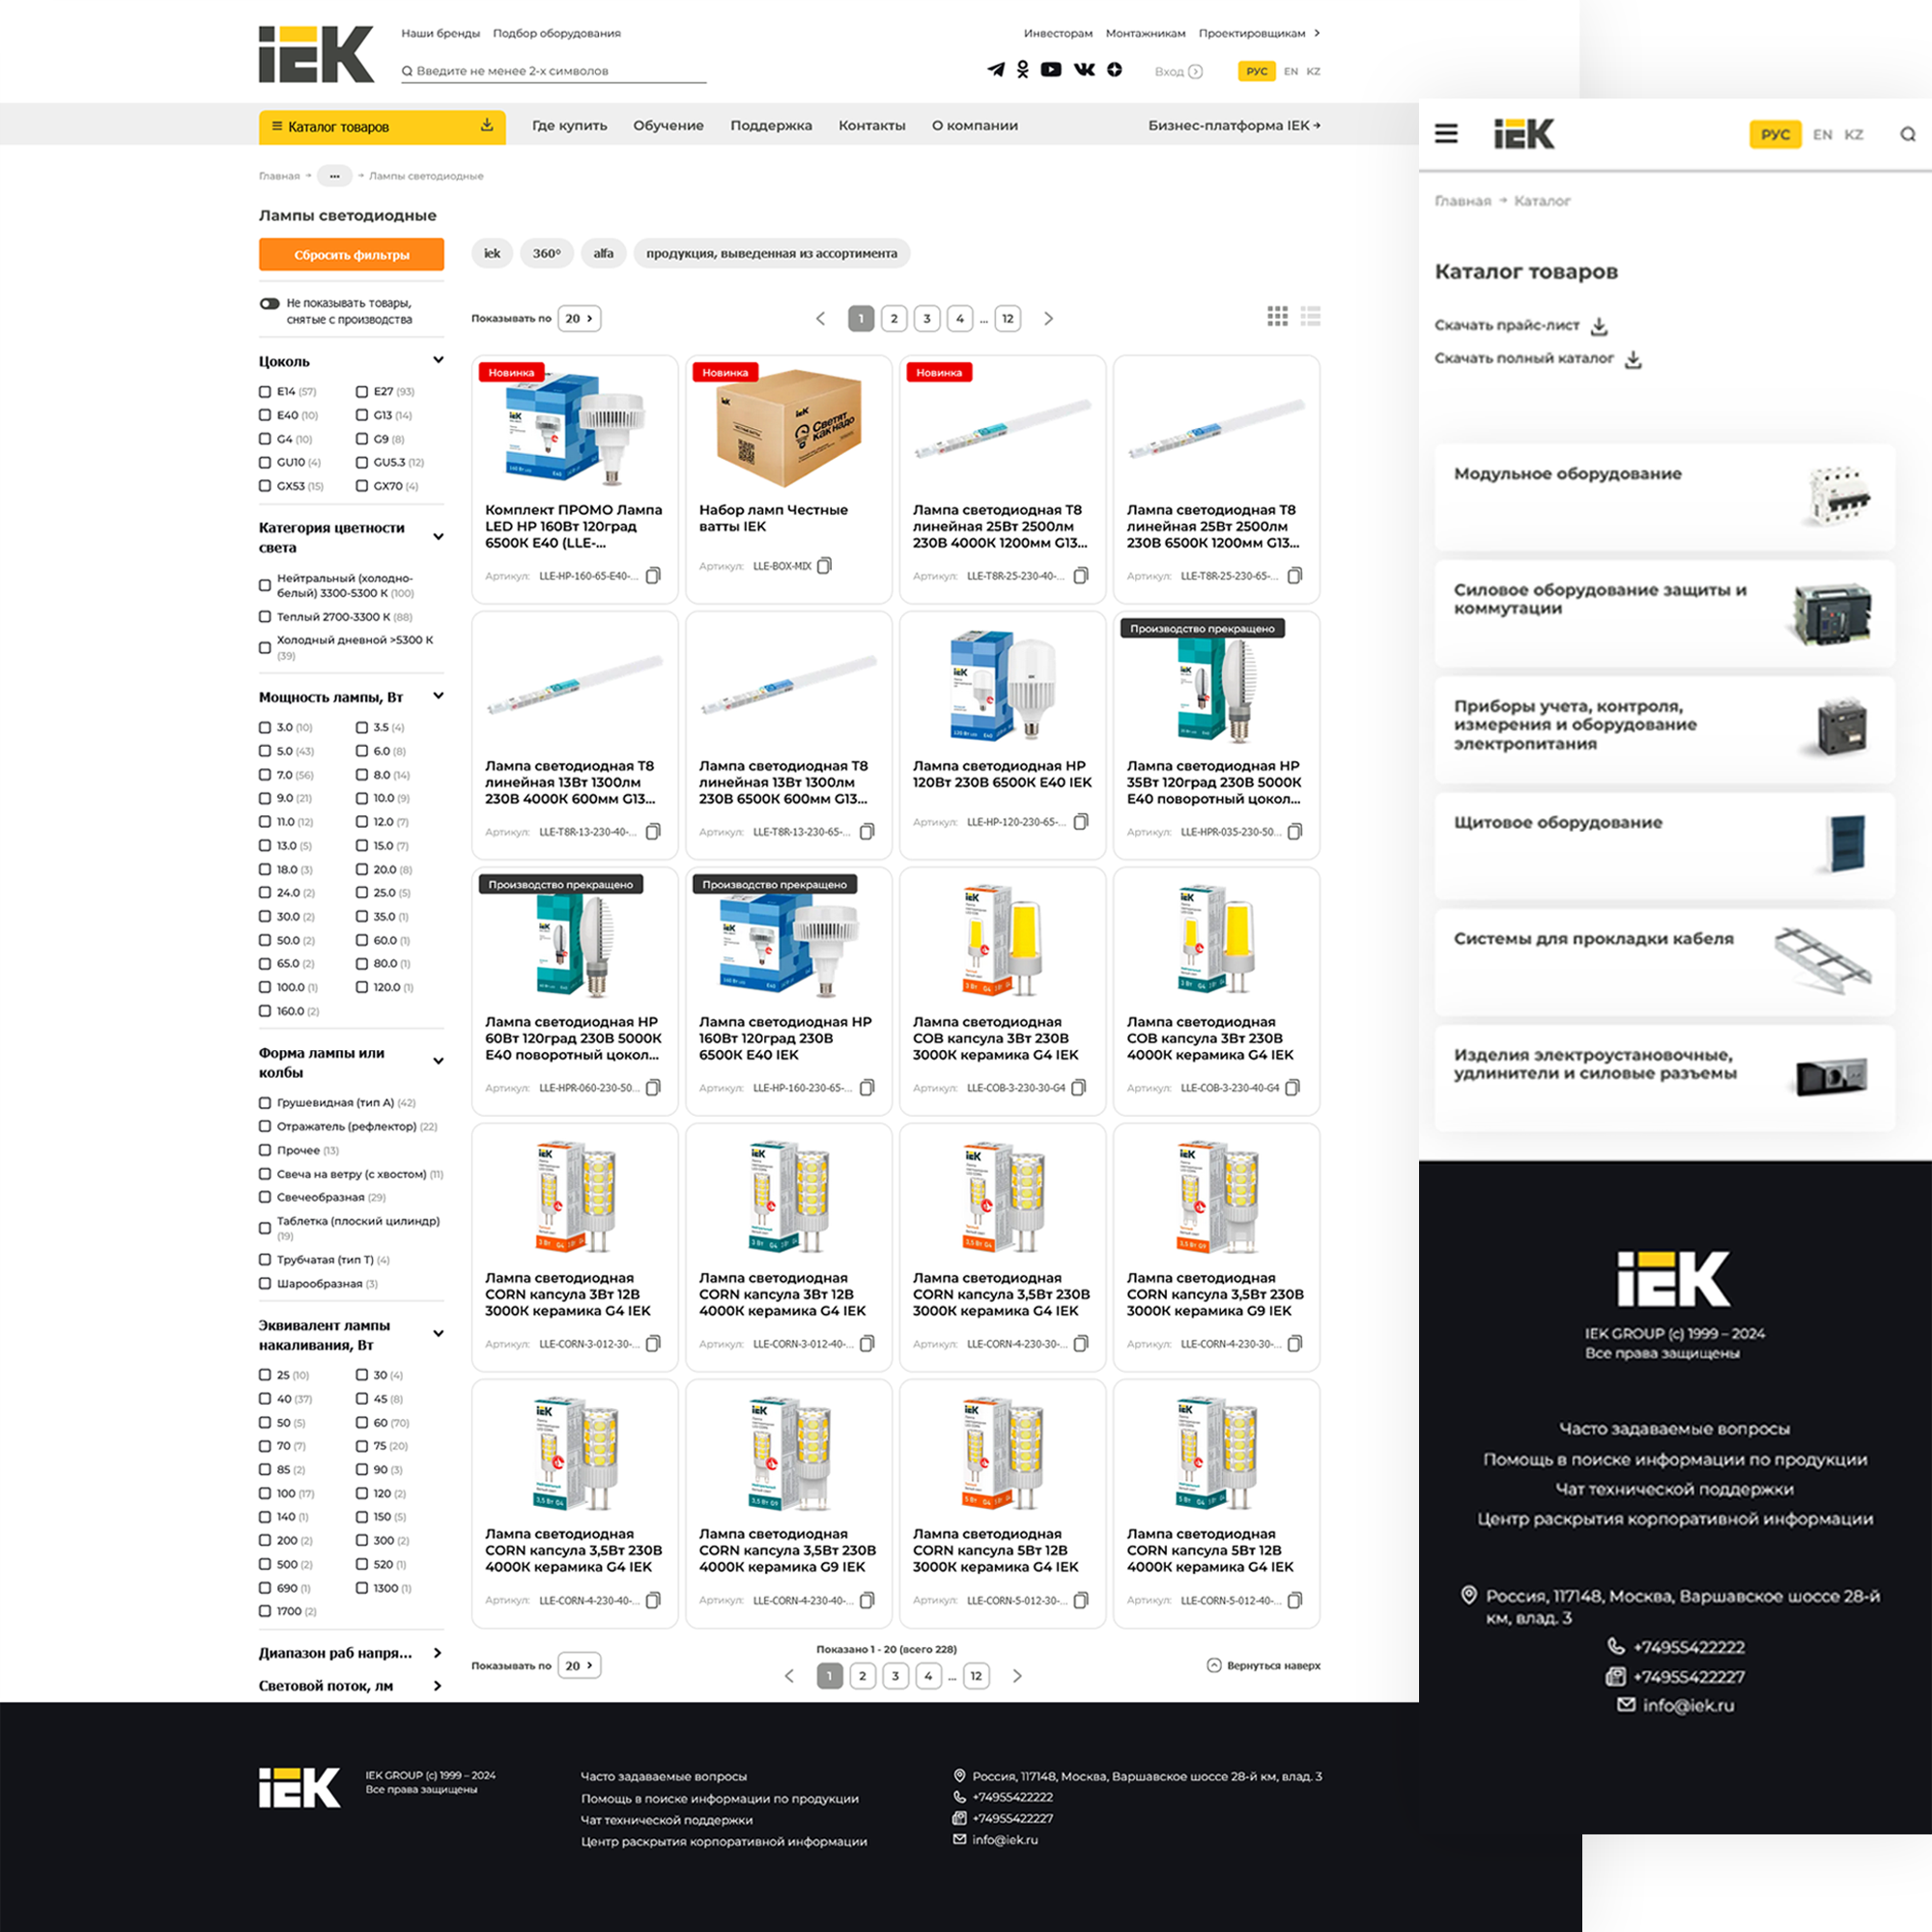 iEK
Наши бренды Подбор оборудования
Инвесторам Монтажникам Проектировщикам
Введите не менее 2-х символов
Вход
РУС EN KZ
Каталог товаров
Где купить Обучение Поддержка Контакты О компании
Бизнес-платформа IEK
Главная ... Лампы светодиодные
Лампы светодиодные
Сбросить фильтры
Не показывать товары,
снятые с производства
Цоколь
E14 (57) E27 (93)
E40 (10) G13 (14)
G4 (10) G9 (8)
GU10 (4) GU5.3 (12)
GX53 (15) GX70 (4)
Категория цветности
света
Нейтральный (холодно-
белый) 3300-5300 К (100)
Теплый 2700-3300 К (88)
Холодный дневной >5300 К
(39)
Мощность лампы, Вт
3.0 (10) 3.5 (4)
5.0 (43) 6.0 (8)
7.0 (56) 8.0 (14)
9.0 (21) 10.0 (9)
11.0 (12) 12.0 (7)
13.0 (5) 15.0 (7)
18.0 (3) 20.0 (8)
24.0 (2) 25.0 (5)
30.0 (2) 35.0 (1)
50.0 (2) 60.0 (1)
65.0 (2) 80.0 (1)
100.0 (1) 120.0 (1)
160.0 (2)
Форма лампы или
колбы
Грушевидная (тип А) (42)
Отражатель (рефлектор) (22)
Прочее (13)
Свеча на ветру (с хвостом) (11)
Свечеобразная (29)
Таблетка (плоский цилиндр)
(19)
Трубчатая (тип Т) (4)
Шарообразная (3)
Эквивалент лампы
накаливания, Вт
25 (10) 30 (4)
40 (37) 45 (8)
50 (5) 60 (70)
70 (7) 75 (20)
85 (2) 90 (3)
100 (17) 120 (2)
140 (1) 150 (5)
200 (2) 300 (2)
500 (2) 520 (1)
690 (1) 1300 (1)
1700 (2)
Диапазон раб напря...
Световой поток, лм
iek 360° alfa продукция, выведенная из ассортимента
Показывать по 20
1 2 3 4 ... 12
Новинка
Комплект ПРОМО Лампа
LED HP 160Вт 120град
6500К E40 (LLE-...
Артикул: LLE-HP-160-65-E40-...
Новинка
Светят
как надо
Набор ламп Честные
ватты IEK
Артикул: LLE-BOX-MIX
Новинка
Лампа светодиодная T8
линейная 25Вт 2500лм
230В 4000К 1200мм G13...
Артикул: LLE-T8R-25-230-40-...
Лампа светодиодная T8
линейная 25Вт 2500лм
230В 6500К 1200мм G13...
Артикул: LLE-T8R-25-230-65-...
Лампа светодиодная T8
линейная 13Вт 1300лм
230В 4000К 600мм G13...
Артикул: LLE-T8R-13-230-40-...
Лампа светодиодная T8
линейная 13Вт 1300лм
230В 6500К 600мм G13...
Артикул: LLE-T8R-13-230-65-...
Лампа светодиодная HP
120Вт 230В 6500К E40 IEK
Артикул: LLE-HP-120-230-65-...
Производство прекращено
Лампа светодиодная HP
35Вт 120град 230В 5000К
E40 поворотный цокол...
Артикул: LLE-HPR-035-230-50...
Производство прекращено
Лампа светодиодная HP
60Вт 120град 230В 5000К
E40 поворотный цокол...
Артикул: LLE-HPR-060-230-50...
Производство прекращено
Лампа светодиодная HP
160Вт 120град 230В
6500К E40 IEK
Артикул: LLE-HP-160-230-65-...
Лампа светодиодная
COB капсула 3Вт 230В
3000К керамика G4 IEK
Артикул: LLE-COB-3-230-30-G4
Лампа светодиодная
COB капсула 3Вт 230В
4000К керамика G4 IEK
Артикул: LLE-COB-3-230-40-G4
Лампа светодиодная
CORN капсула 3Вт 12В
3000К керамика G4 IEK
Артикул: LLE-CORN-3-012-30-...
Лампа светодиодная
CORN капсула 3Вт 12В
4000К керамика G4 IEK
Артикул: LLE-CORN-3-012-40-...
Лампа светодиодная
CORN капсула 3,5Вт 230В
3000К керамика G4 IEK
Артикул: LLE-CORN-4-230-30-...
Лампа светодиодная
CORN капсула 3,5Вт 230В
3000К керамика G9 IEK
Артикул: LLE-CORN-4-230-30-...
Лампа светодиодная
CORN капсула 3,5Вт 230В
4000К керамика G4 IEK
Артикул: LLE-CORN-4-230-40-...
Лампа светодиодная
CORN капсула 3,5Вт 230В
4000К керамика G9 IEK
Артикул: LLE-CORN-4-230-40-...
Лампа светодиодная
CORN капсула 5Вт 12В
3000К керамика G4 IEK
Артикул: LLE-CORN-5-012-30-...
Лампа светодиодная
CORN капсула 5Вт 12В
4000К керамика G4 IEK
Артикул: LLE-CORN-5-012-40-...
Показывать по 20
Показано 1 - 20 (всего 228)
1 2 3 4 ... 12
Вернуться наверх
iEK
IEK GROUP (c) 1999 – 2024
Все права защищены
Часто задаваемые вопросы
Помощь в поиске информации по продукции
Чат технической поддержки
Центр раскрытия корпоративной информации
Россия, 117148, Москва, Варшавское шоссе 28-й км, влад. 3
+74955422222
+74955422227
info@iek.ru
iEK
РУС EN KZ
Главная Каталог
Каталог товаров
Скачать прайс-лист
Скачать полный каталог
Модульное оборудование
Силовое оборудование защиты и
коммутации
Приборы учета, контроля,
измерения и оборудование
электропитания
Щитовое оборудование
Системы для прокладки кабеля
Изделия электроустановочные,
удлинители и силовые разъемы
iEK
IEK GROUP (c) 1999 – 2024
Все права защищены
Часто задаваемые вопросы
Помощь в поиске информации по продукции
Чат технической поддержки
Центр раскрытия корпоративной информации
Россия, 117148, Москва, Варшавское шоссе 28-й
км, влад. 3
+74955422222
+74955422227
info@iek.ru